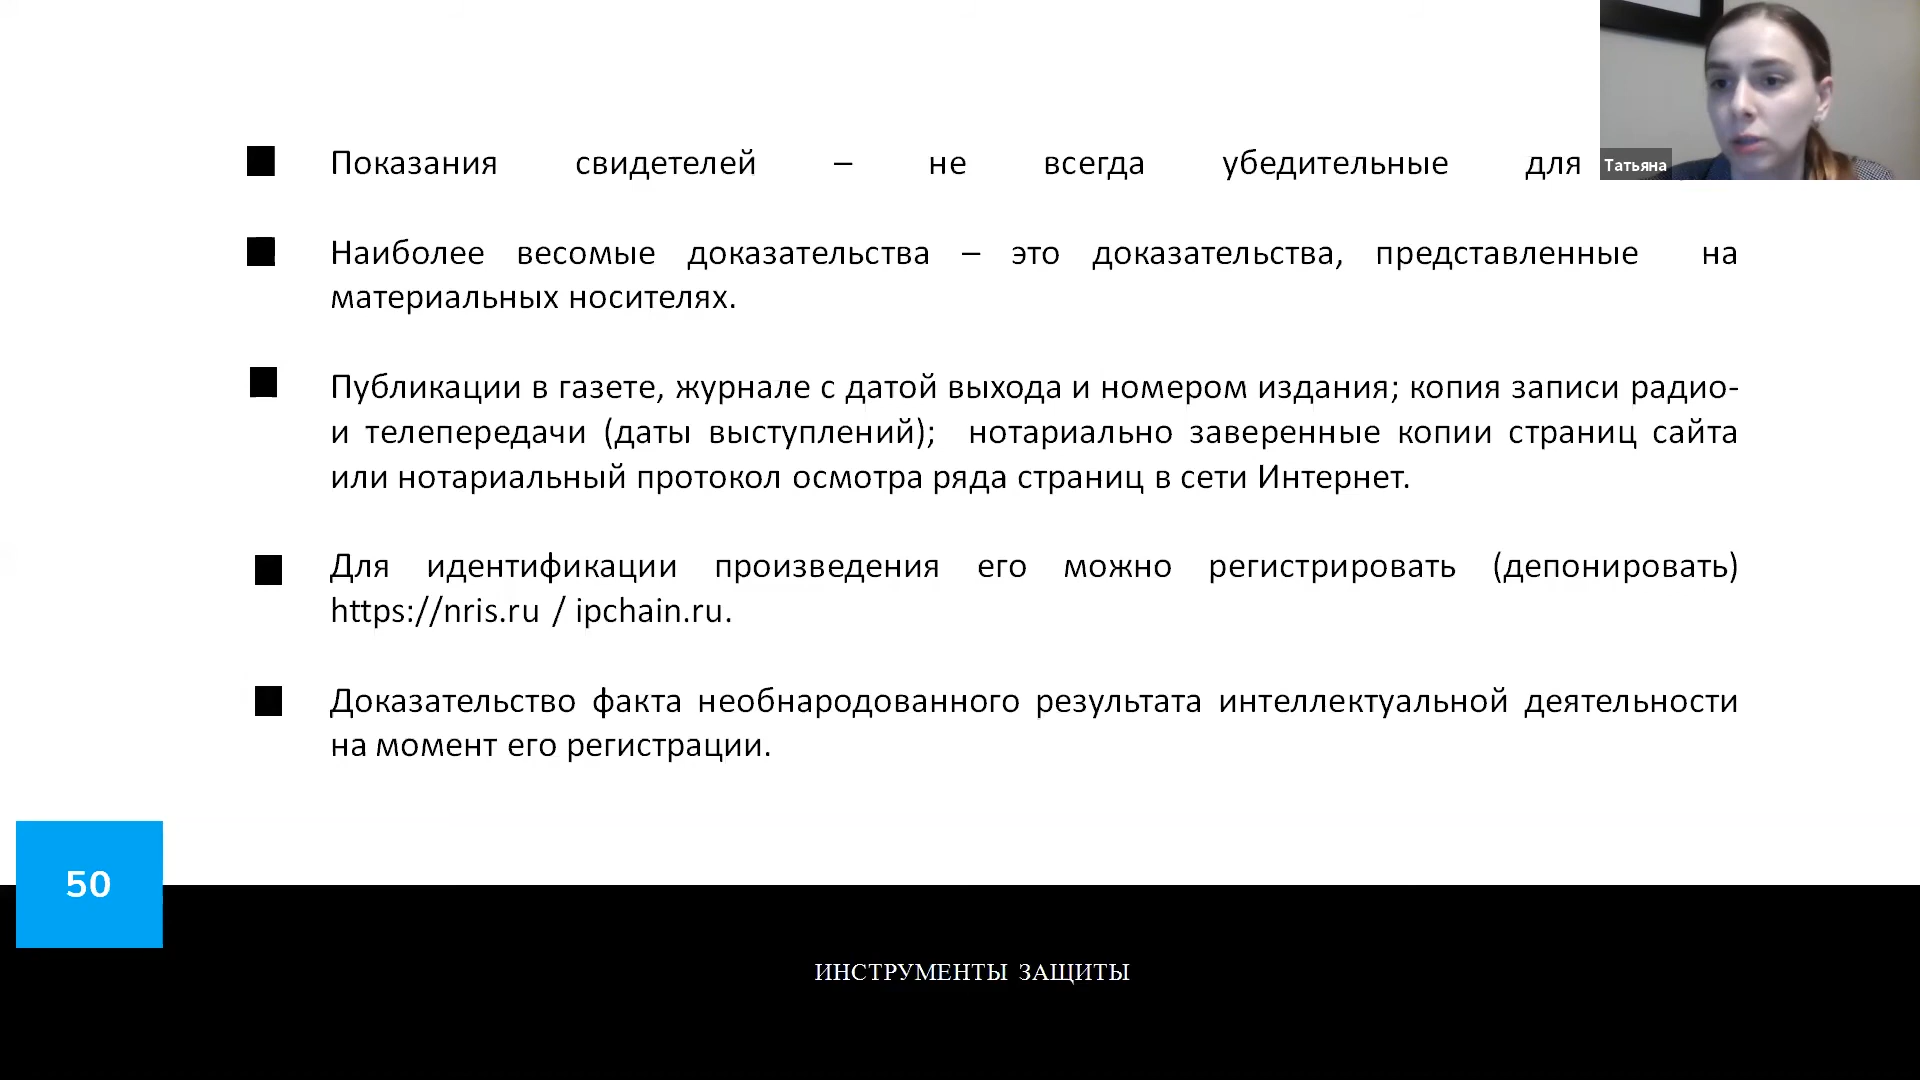 Показания свидетелей – не всегда убедительные для
Татьяна
Наиболее весомые доказательства – это доказательства, представленные на
материальных носителях.
Публикации в газете, журнале с датой выхода и номером издания; копия записи радио-
и телепередачи (даты выступлений); нотариально заверенные копии страниц сайта
или нотариальный протокол осмотра ряда страниц в сети Интернет.
Для идентификации произведения его можно регистрировать (депонировать)
https://nris.ru / ipchain.ru.
Доказательство факта необнародованного результата интеллектуальной деятельности
на момент его регистрации.
50
ИНСТРУМЕНТЫ ЗАЩИТЫ